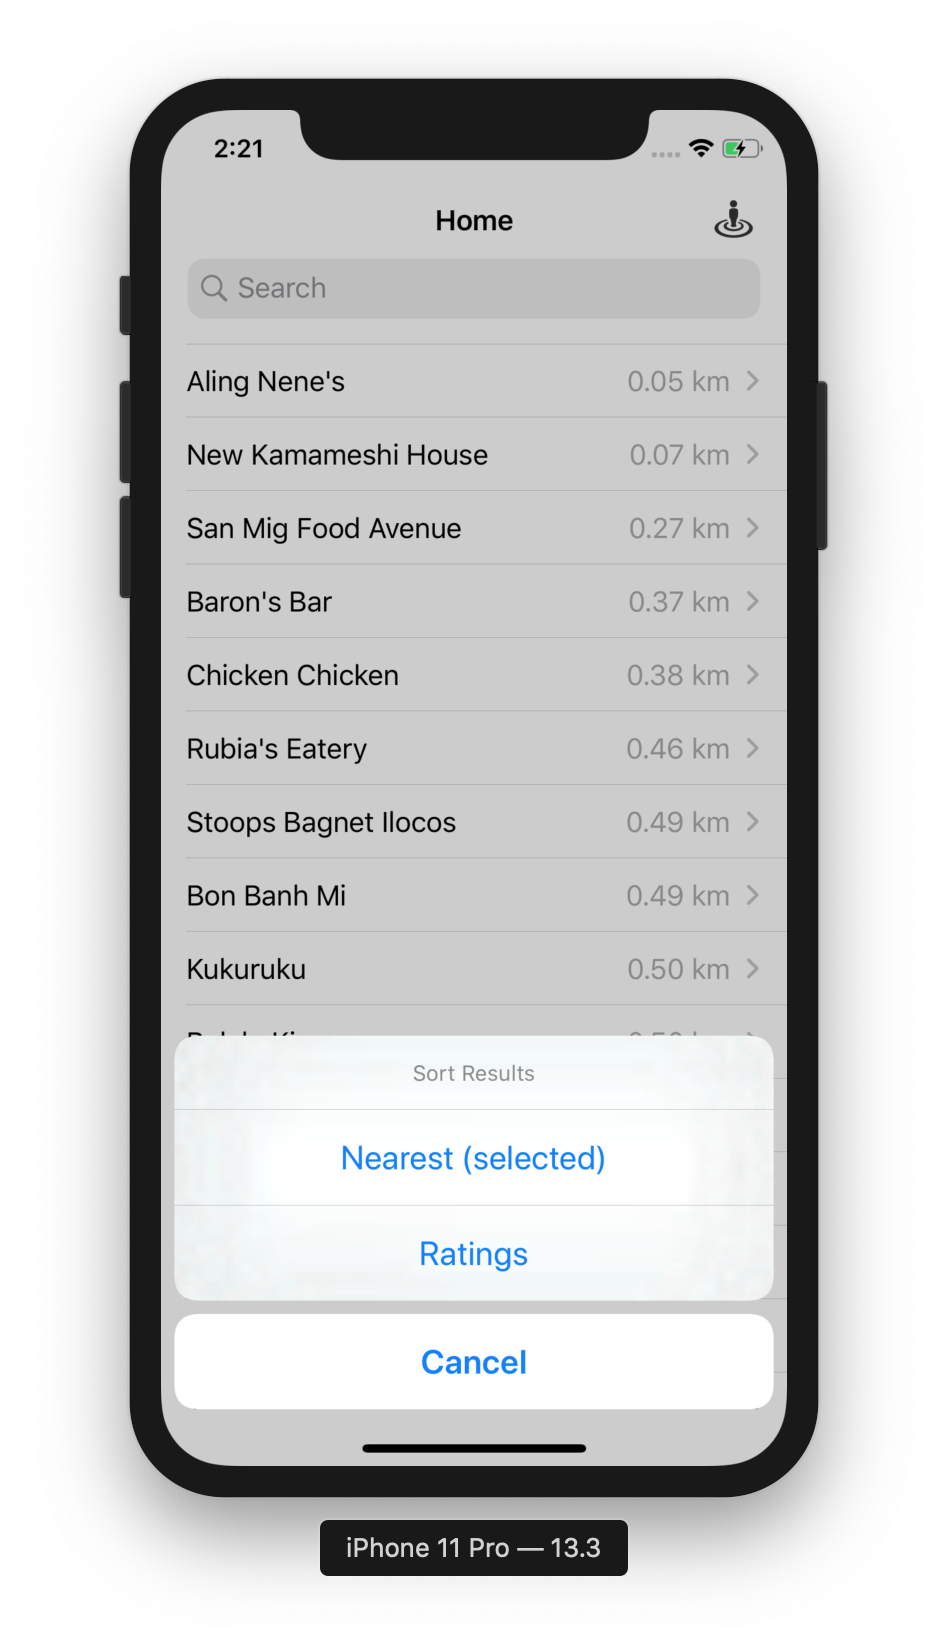 2:21
Home
Search
Aling Nene's 0.05 km
New Kamameshi House 0.07 km
San Mig Food Avenue 0.27 km
Baron's Bar 0.37 km
Chicken Chicken 0.38 km
Rubia's Eatery 0.46 km
Stoops Bagnet Ilocos 0.49 km
Bon Banh Mi 0.49 km
Kukuruku 0.50 km
Sort Results
Nearest (selected)
Ratings
Cancel
iPhone 11 Pro — 13.3